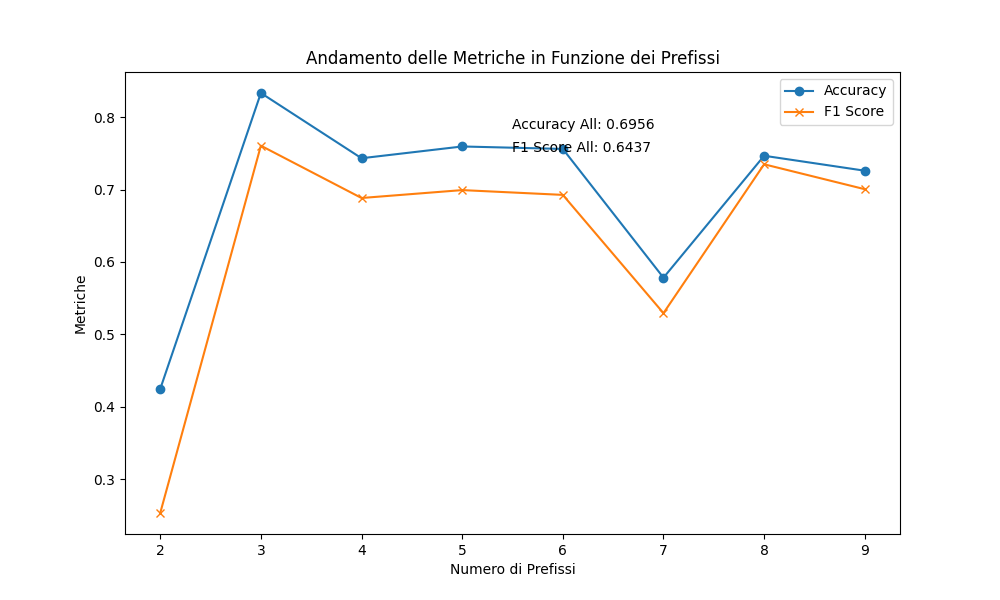 Andamento delle Metriche in Funzione dei Prefissi
Accuracy
F1 Score
Accuracy All: 0.6956
F1 Score All: 0.6437
Metriche
0.8
0.7
0.6
0.5
0.4
0.3
2 3 4 5 6 7 8 9
Numero di Prefissi